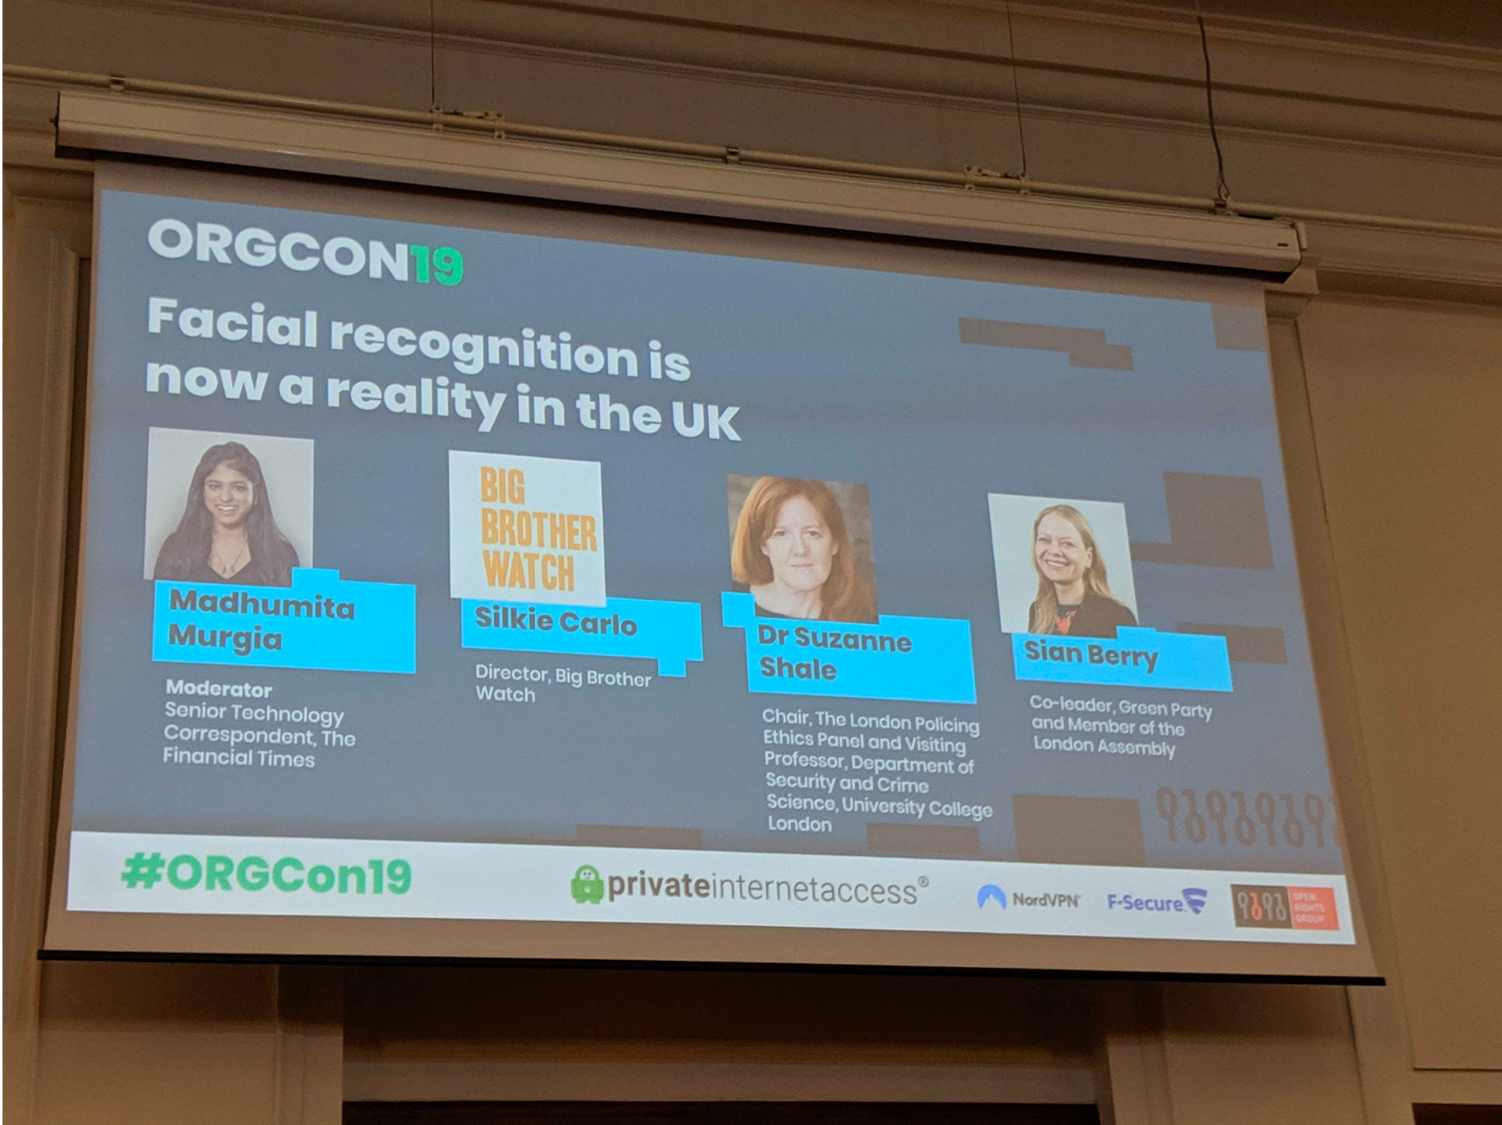 ORGCON19
Facial recognition is
now a reality in the UK
BIG
BROTHER
WATCH
Madhumita
Murgia
Moderator
Senior Technology
Correspondent, The
Financial Times
Silkie Carlo
Director, Big Brother
Watch
Dr Suzanne
Shale
Chair, The London Policing
Ethics Panel and Visiting
Professor, Department of
Security and Crime
Science, University College
London
Sian Berry
Co-leader, Green Party
and Member of the
London Assembly
#ORGCon19
privateinternetaccess®
NordVPN®
F-Secure
OPEN
RIGHTS
GROUP